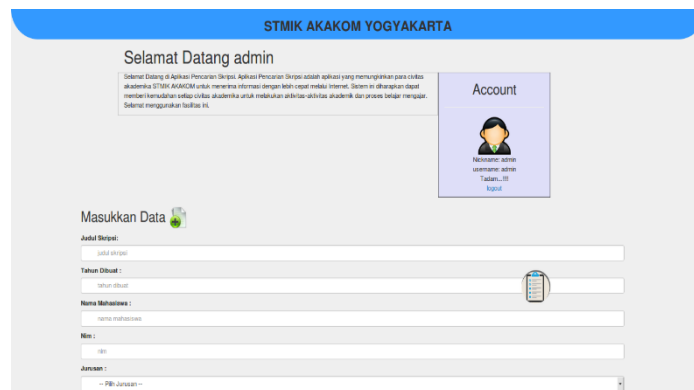 STMIK AKAKOM YOGYAKARTA
Selamat Datang admin
Selamat Datang di Aplikasi Pencarian Skripsi. Aplikasi Pencarian Skripsi adalah aplikasi yang memungkinkan para civitas
akademika STMIK AKAKOM untuk menerima informasi dengan lebih cepat melalui Internet. Sistem ini diharapkan dapat
memberi kemudahan setiap civitas akademika untuk melakukan aktivitas-aktivitas akademik dan proses belajar mengajar.
Selamat menggunakan fasilitas ini.
Account
Nickname: admin
username: admin
Tadam...!!!
logout
Masukkan Data
Judul Skripsi:
judul skripsi
Tahun Dibuat :
tahun dibuat
Nama Mahasiswa :
nama mahasiswa
Nim :
nim
Jurusan :
-- Pilih Jurusan --